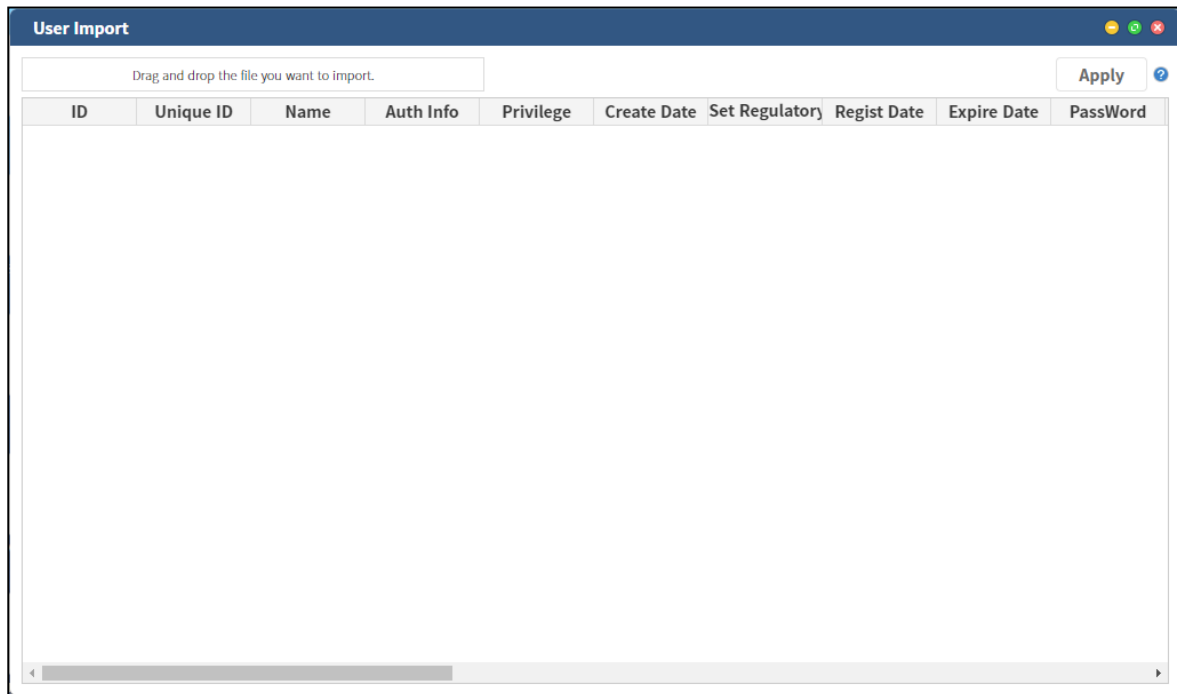 User Import
Drag and drop the file you want to import.
Apply
ID Unique ID Name Auth Info Privilege Create Date Set Regulatory Regist Date Expire Date PassWord